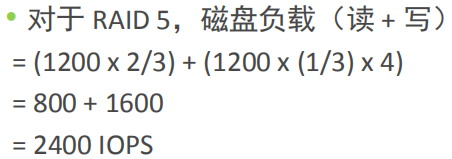 • 对于 RAID 5，磁盘负载（读 + 写）
= (1200 x 2/3) + (1200 x (1/3) x 4)
= 800 + 1600
= 2400 IOPS